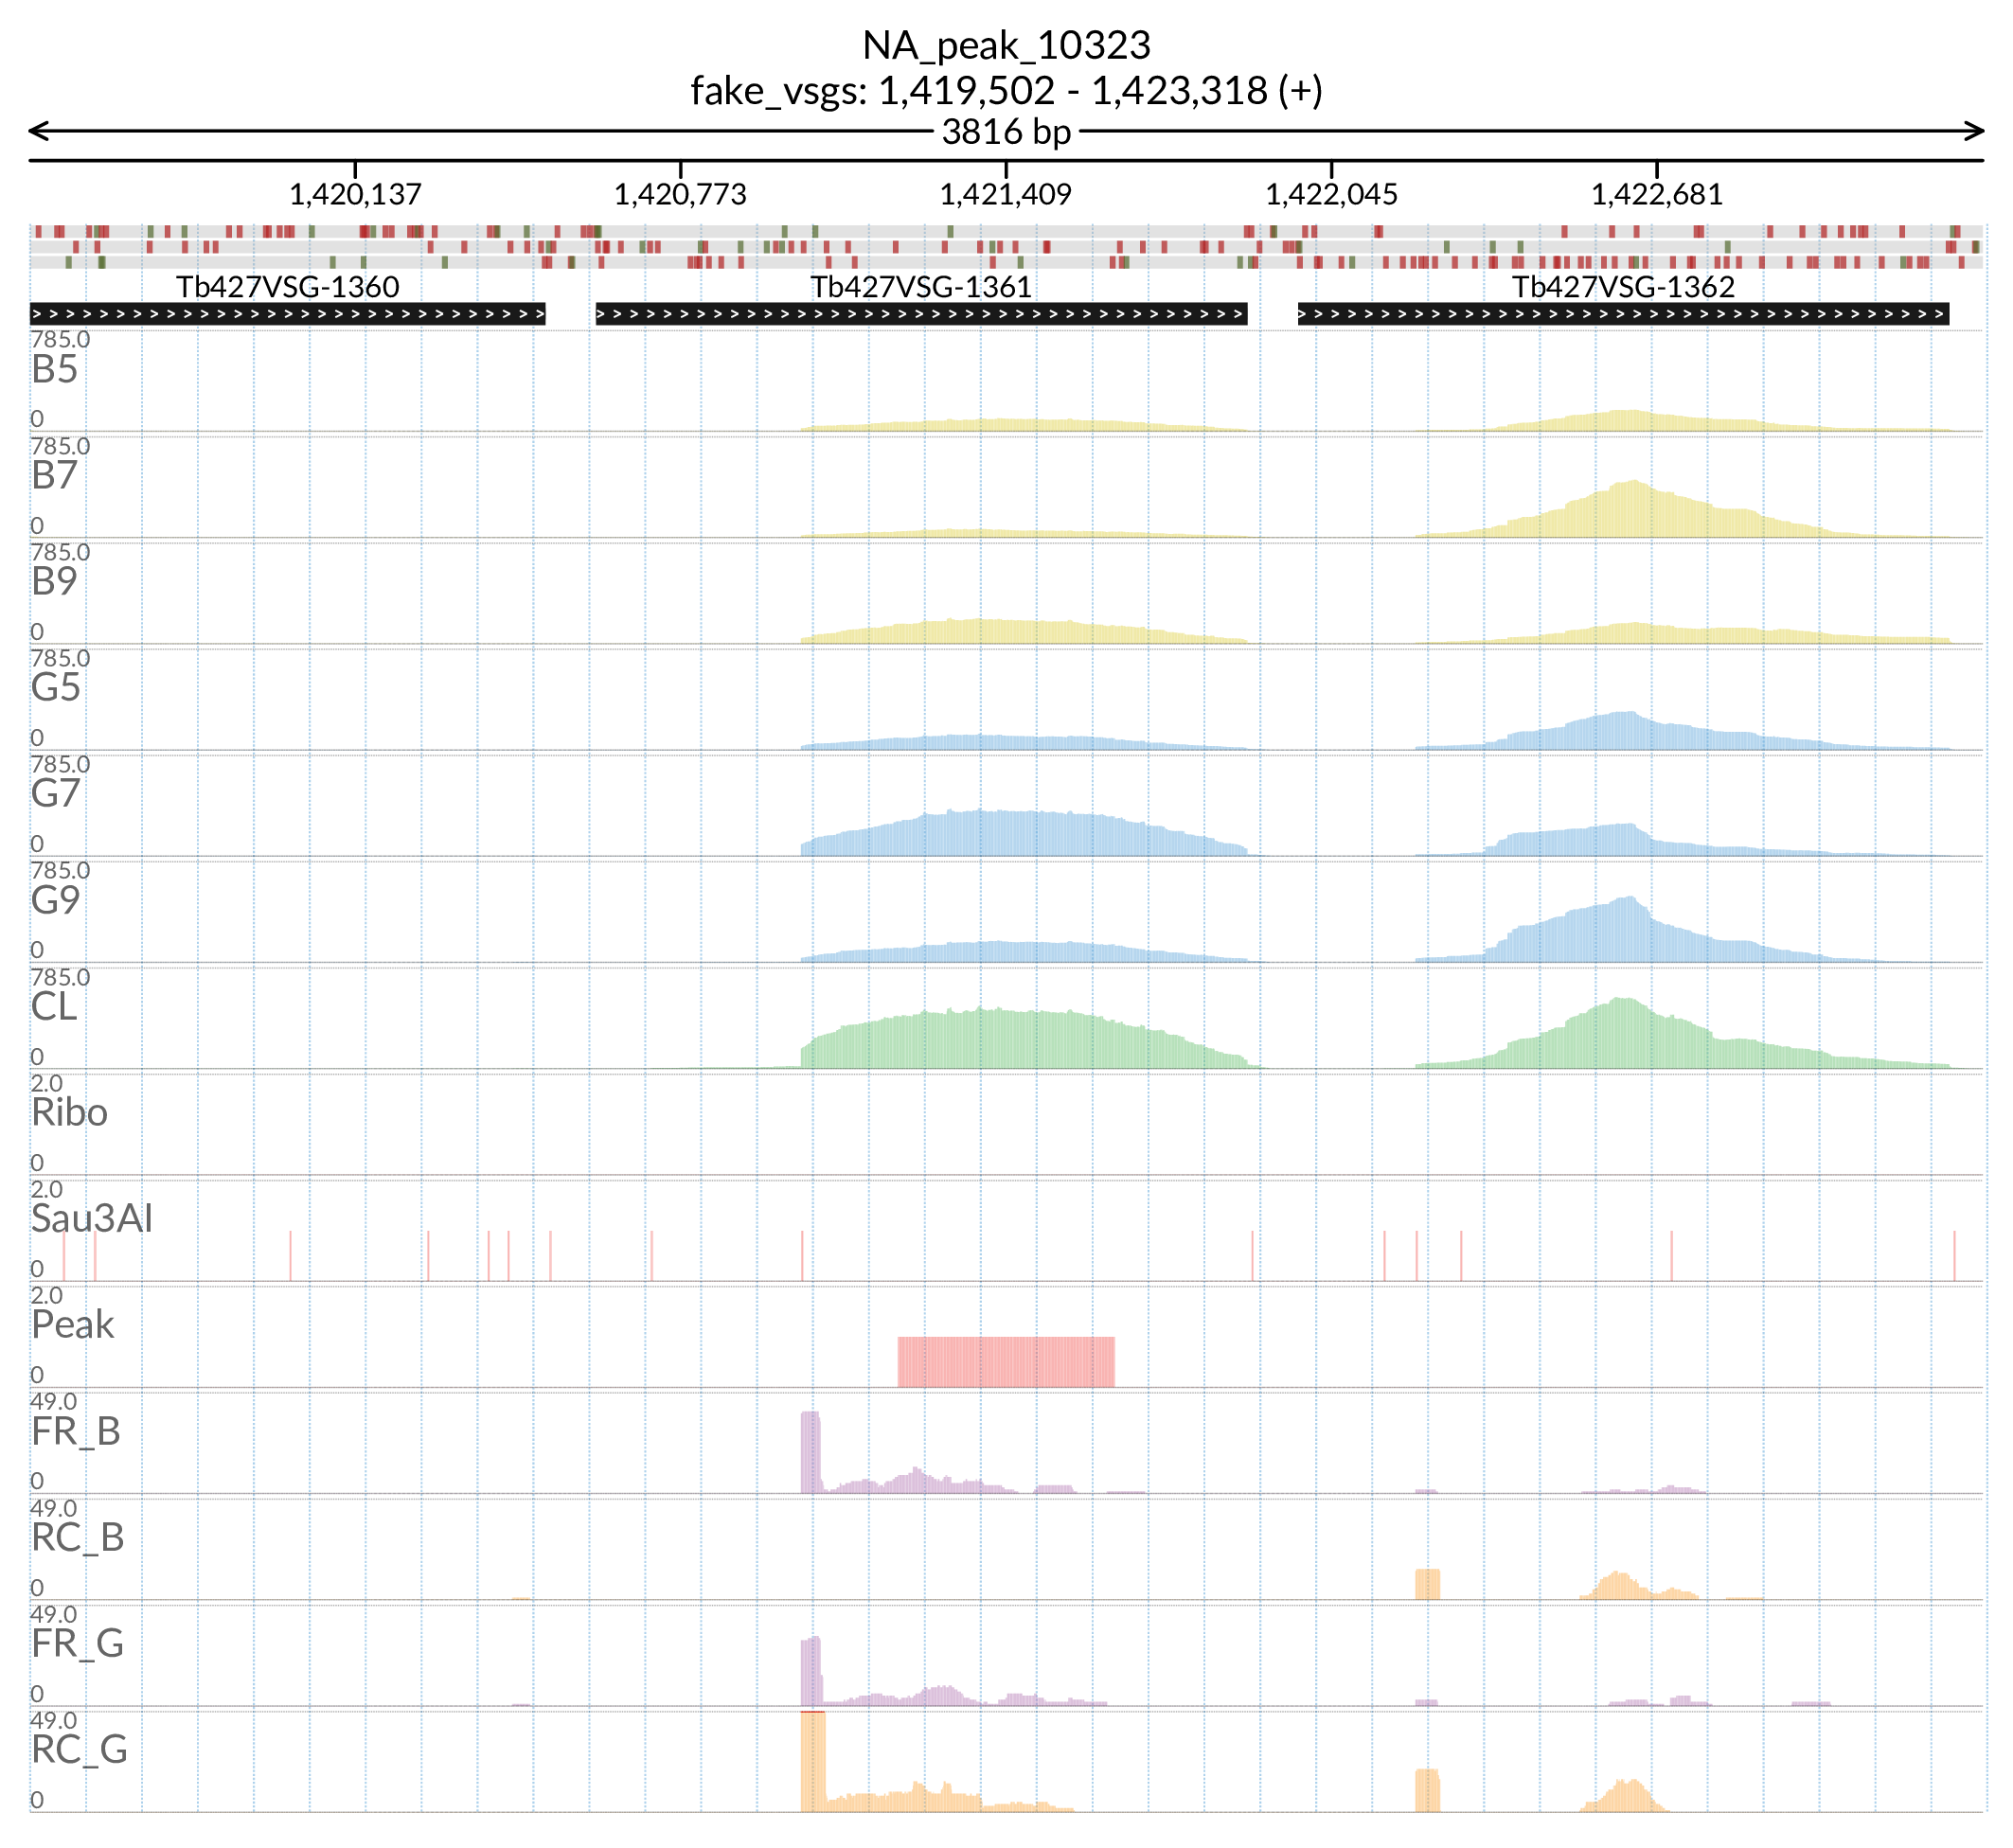 NA_peak_10323
fake_vsgs: 1,419,502 - 1,423,318 (+)
3816 bp
1,420,137 1,420,773 1,421,409 1,422,045 1,422,681
Tb427VSG-1360 Tb427VSG-1361 Tb427VSG-1362
785.0
B5
0
785.0
B7
0
785.0
B9
0
785.0
G5
0
785.0
G7
0
785.0
G9
0
785.0
CL
0
2.0
Ribo
0
2.0
Sau3AI
0
2.0
Peak
0
49.0
FR_B
0
49.0
RC_B
0
49.0
FR_G
0
49.0
RC_G
0